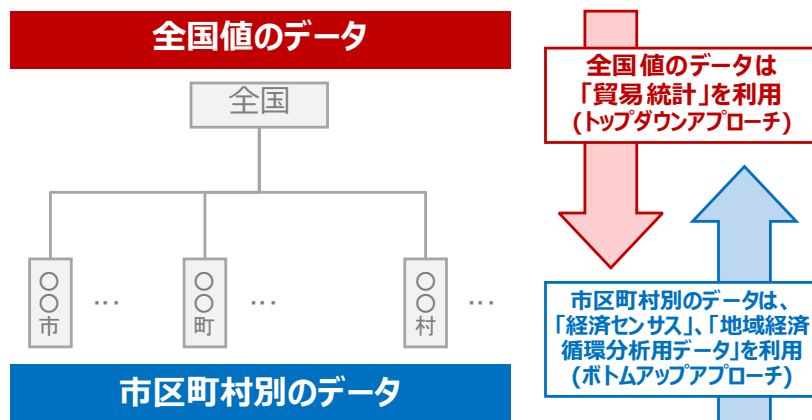 全国値のデータ
全国
〇〇市
…
〇〇町
…
〇〇村
…
市区町村別のデータ
全国値のデータは
「貿易統計」を利用
(トップダウンアプローチ)
市区町村別のデータは、
「経済センサス」、「地域経済
循環分析用データ」を利用
(ボトムアップアプローチ)